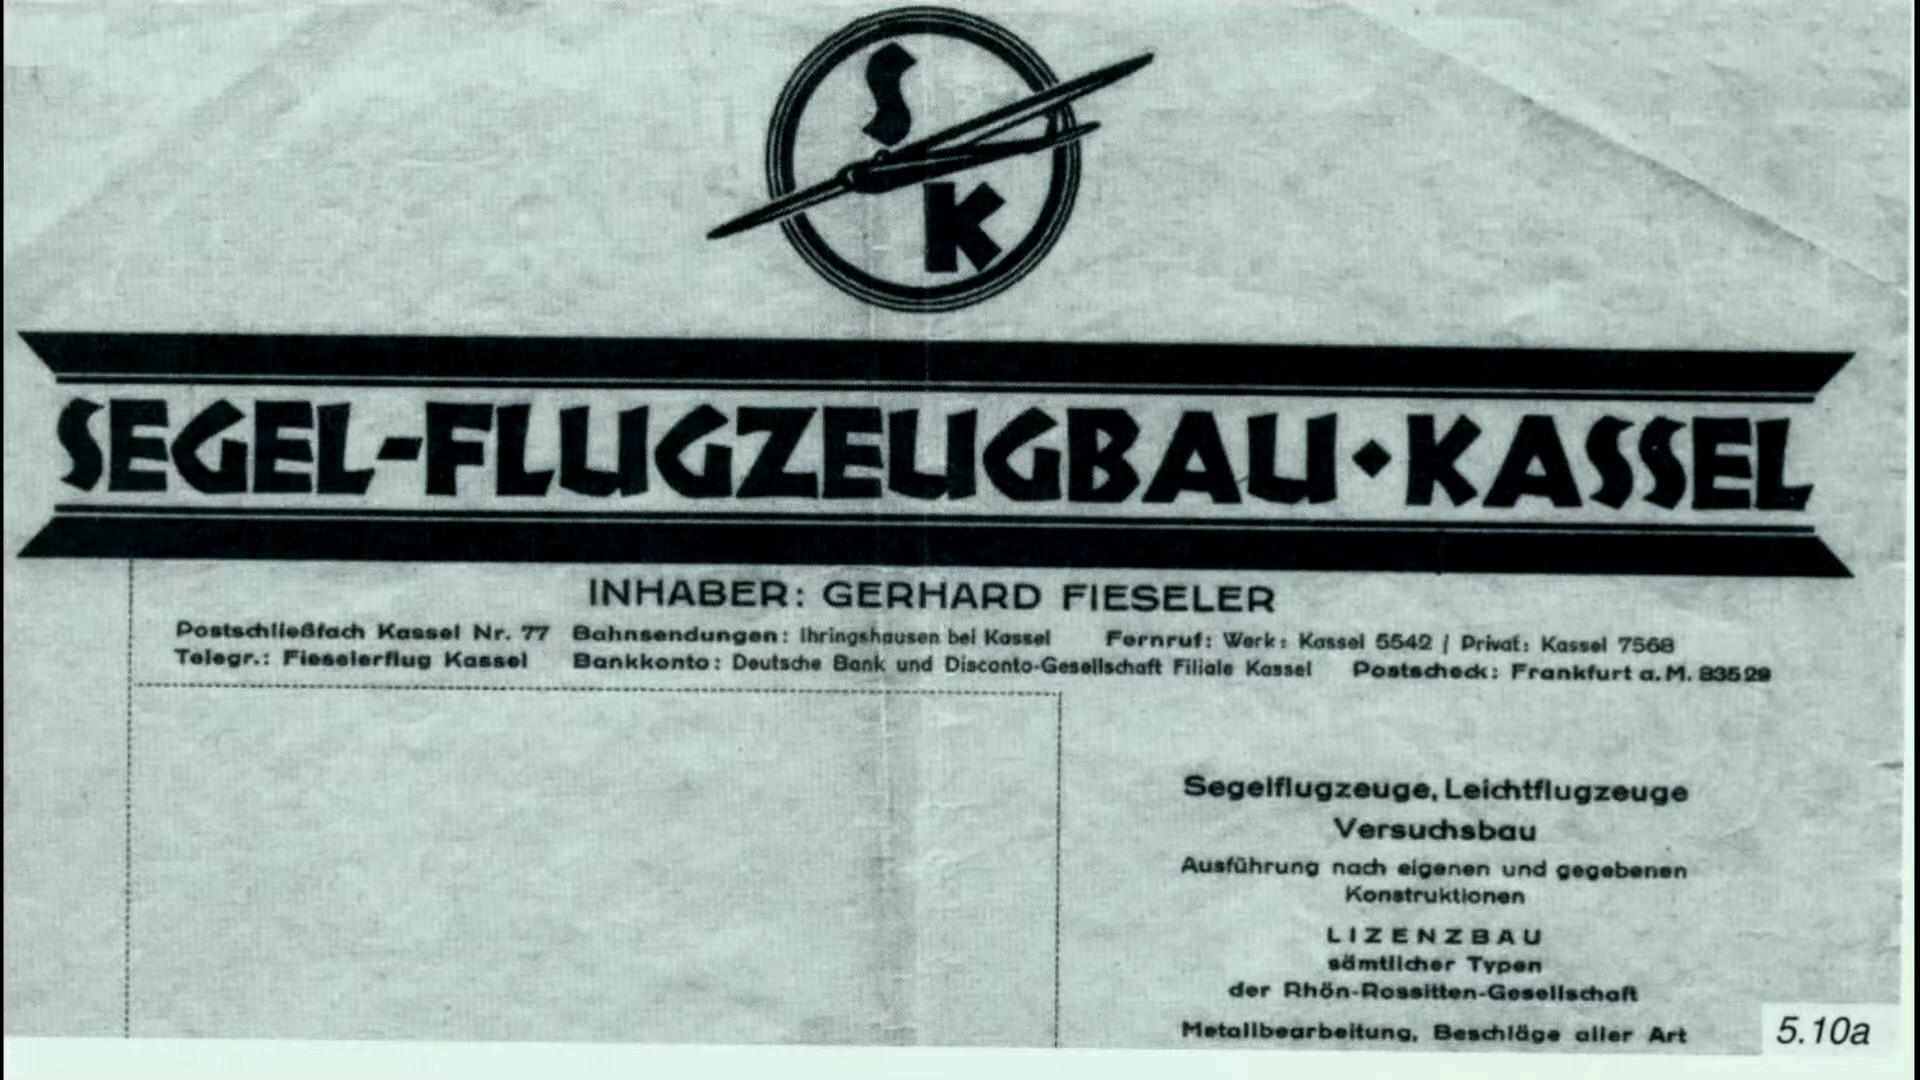 S
K
SEGEL-FLUGZEUGBAU·KASSEL
INHABER: GERHARD FIESELER
Postschließfach Kassel Nr. 77 Bahnsendungen: Ihringshausen bei Kassel Fernruf: Werk: Kassel 5542 / Privat: Kassel 7568
Telegr.: Fieselerflug Kassel Bankkonto: Deutsche Bank und Disconto-Gesellschaft Filiale Kassel Postscheck: Frankfurt a. M. 83529
Segelflugzeuge, Leichtflugzeuge
Versuchsbau
Ausführung nach eigenen und gegebenen
Konstruktionen
LIZENZBAU
sämtlicher Typen
der Rhön-Rossitten-Gesellschaft
Metallbearbeitung, Beschläge aller Art
5.10a